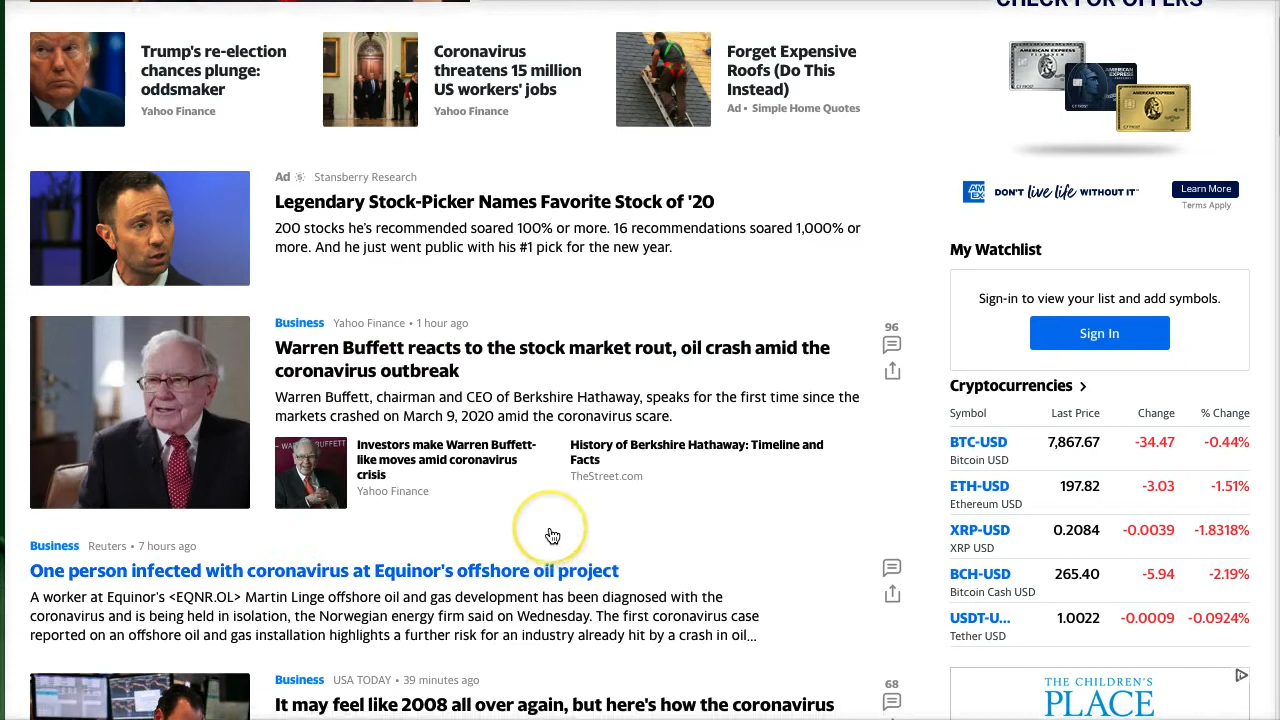 CHECK FOR OFFERS
Trump's re-election
chances plunge:
oddsmaker
Yahoo Finance
Coronavirus
threatens 15 million
US workers' jobs
Yahoo Finance
Forget Expensive
Roofs (Do This
Instead)
Ad • Simple Home Quotes
AMERICAN EXPRESS
AMERICAN EXPRESS
AMERICAN EXPRESS
AM
EX
DON'T live life WITHOUT IT™
Learn More
Terms Apply
Ad Stansberry Research
Legendary Stock-Picker Names Favorite Stock of '20
200 stocks he's recommended soared 100% or more. 16 recommendations soared 1,000% or
more. And he just went public with his #1 pick for the new year.
Business Yahoo Finance • 1 hour ago
Warren Buffett reacts to the stock market rout, oil crash amid the
coronavirus outbreak
Warren Buffett, chairman and CEO of Berkshire Hathaway, speaks for the first time since the
markets crashed on March 9, 2020 amid the coronavirus scare.
96
WARREN BUFFETT
Investors make Warren Buffett-
like moves amid coronavirus
crisis
Yahoo Finance
History of Berkshire Hathaway: Timeline and
Facts
TheStreet.com
Business Reuters • 7 hours ago
One person infected with coronavirus at Equinor's offshore oil project
A worker at Equinor's <EQNR.OL> Martin Linge offshore oil and gas development has been diagnosed with the
coronavirus and is being held in isolation, the Norwegian energy firm said on Wednesday. The first coronavirus case
reported on an offshore oil and gas installation highlights a further risk for an industry already hit by a crash in oil...
Business USA TODAY • 39 minutes ago
It may feel like 2008 all over again, but here's how the coronavirus
68
My Watchlist
Sign-in to view your list and add symbols.
Sign In
Cryptocurrencies >
Symbol Last Price Change % Change
BTC-USD 7,867.67 -34.47 -0.44%
Bitcoin USD
ETH-USD 197.82 -3.03 -1.51%
Ethereum USD
XRP-USD 0.2084 -0.0039 -1.8318%
XRP USD
BCH-USD 265.40 -5.94 -2.19%
Bitcoin Cash USD
USDT-U... 1.0022 -0.0009 -0.0924%
Tether USD
THE CHILDREN'S
PLACE